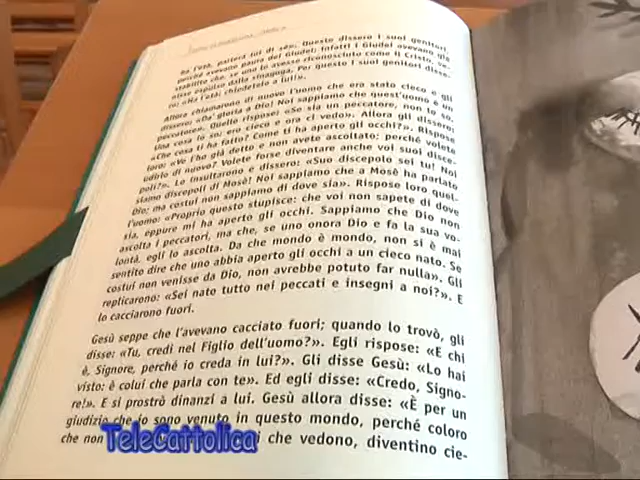 ha l'età, parlerà lui di sé». Questo dissero i suoi genitori,
perché avevano paura dei Giudei; infatti i Giudei avevano già
stabilito che, se uno lo avesse riconosciuto come il Cristo, ve-
nisse espulso dalla sinagoga. Per questo i suoi genitori disse-
ro: «Ha l'età: chiedetelo a lui!».
Allora chiamarono di nuovo l'uomo che era stato cieco e gli
dissero: «Da' gloria a Dio! Noi sappiamo che quest'uomo è un
peccatore». Quello rispose: «Se sia un peccatore, non lo so.
Una cosa io so: ero cieco e ora ci vedo». Allora gli dissero:
«Che cosa ti ha fatto? Come ti ha aperto gli occhi?». Rispose
loro: «Ve l'ho già detto e non avete ascoltato: perché volete
udirlo di nuovo? Volete forse diventare anche voi suoi disce-
poli?». Lo insultarono e dissero: «Suo discepolo sei tu! Noi
siamo discepoli di Mosè! Noi sappiamo che a Mosè ha parlato
Dio; ma costui non sappiamo di dove sia». Rispose loro quel-
l'uomo: «Proprio questo stupisce: che voi non sapete di dove
sia, eppure mi ha aperto gli occhi. Sappiamo che Dio non
ascolta i peccatori, ma che, se uno onora Dio e fa la sua vo-
lontà, egli lo ascolta. Da che mondo è mondo, non si è mai
sentito dire che uno abbia aperto gli occhi a un cieco nato. Se
costui non venisse da Dio, non avrebbe potuto far nulla». Gli
replicarono: «Sei nato tutto nei peccati e insegni a noi?». E
lo cacciarono fuori.
Gesù seppe che l'avevano cacciato fuori; quando lo trovò, gli
disse: «Tu, credi nel Figlio dell'uomo?». Egli rispose: «E chi
è, Signore, perché io creda in lui?». Gli disse Gesù: «Lo hai
visto: è colui che parla con te». Ed egli disse: «Credo, Signo-
re!». E si prostrò dinanzi a lui. Gesù allora disse: «È per un
giudizio che io sono venuto in questo mondo, perché coloro
che non che vedono, diventino cie-
TeleCattolica